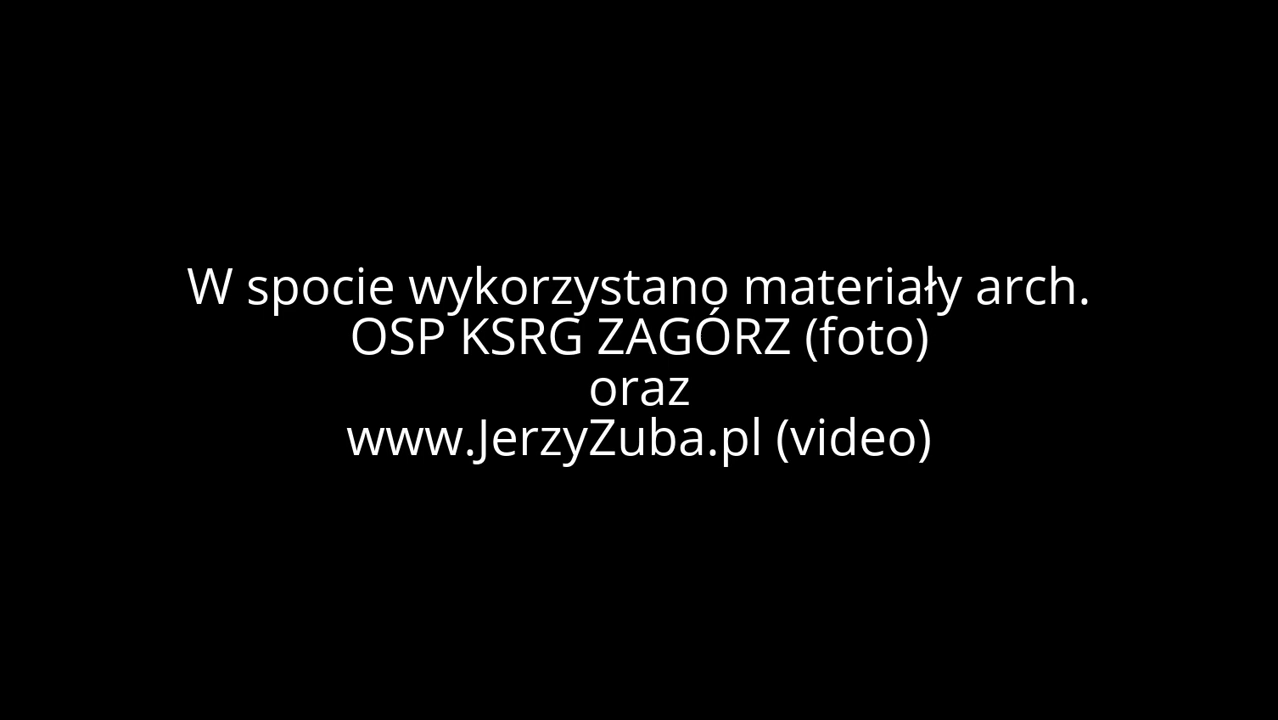 W spocie wykorzystano materiały arch.
OSP KSRG ZAGÓRZ (foto)
oraz
www.JerzyZuba.pl (video)